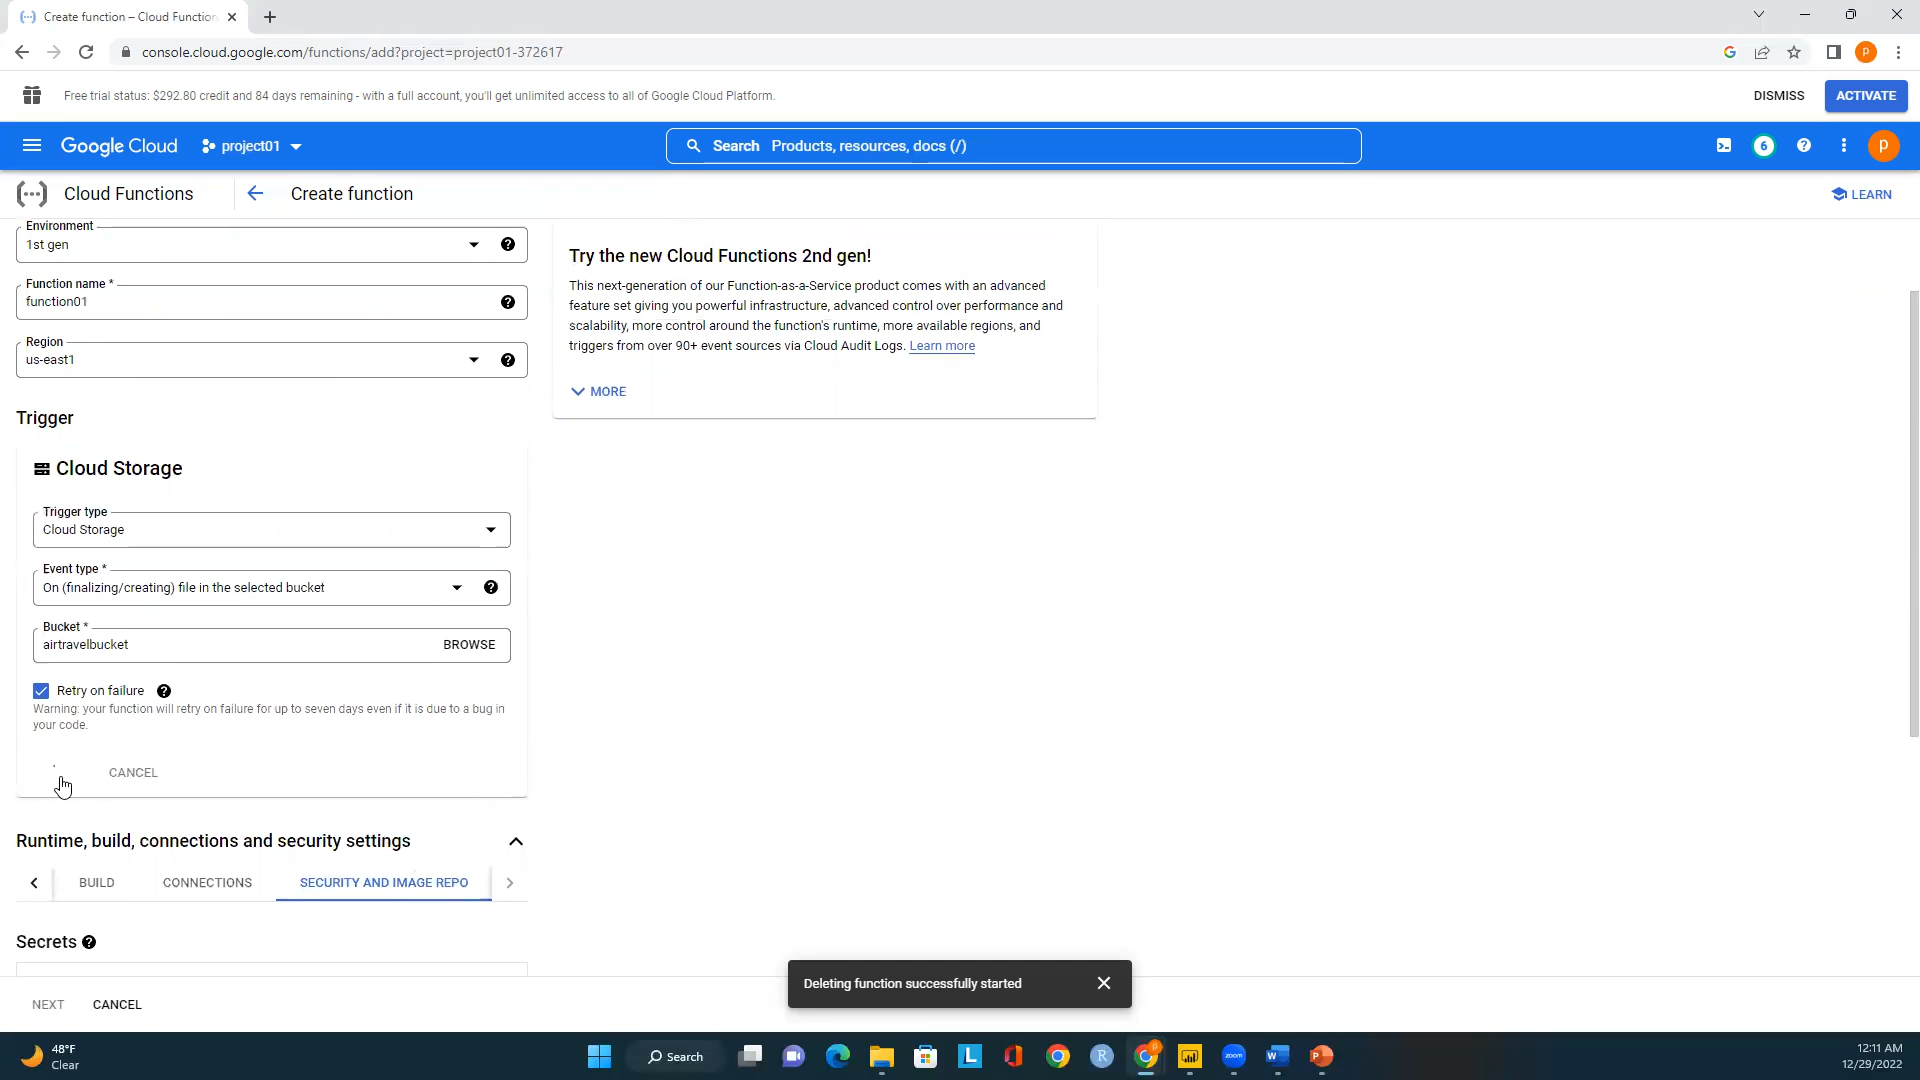 Create function – Cloud Function
console.cloud.google.com/functions/add?project=project01-372617
Free trial status: $292.80 credit and 84 days remaining - with a full account, you'll get unlimited access to all of Google Cloud Platform.
DISMISS
ACTIVATE
Google Cloud
project01
Search Products, resources, docs (/)
6
P
Cloud Functions
Create function
LEARN
Environment
1st gen
Function name *
function01
Region
us-east1
Try the new Cloud Functions 2nd gen!
This next-generation of our Function-as-a-Service product comes with an advanced
feature set giving you powerful infrastructure, advanced control over performance and
scalability, more control around the function's runtime, more available regions, and
triggers from over 90+ event sources via Cloud Audit Logs. Learn more
MORE
Trigger
Cloud Storage
Trigger type
Cloud Storage
Event type *
On (finalizing/creating) file in the selected bucket
Bucket *
airtravelbucket
BROWSE
Retry on failure
Warning: your function will retry on failure for up to seven days even if it is due to a bug in
your code.
CANCEL
Runtime, build, connections and security settings
BUILD
CONNECTIONS
SECURITY AND IMAGE REPO
Secrets
Deleting function successfully started
NEXT
CANCEL
48°F
Clear
Search
zoom
12:11 AM
12/29/2022